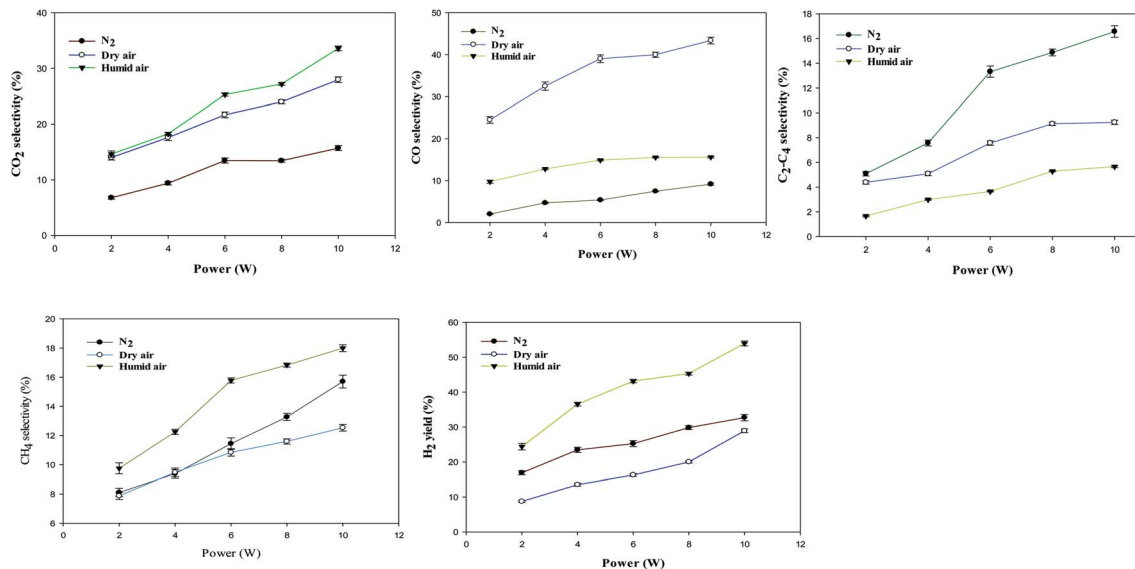 50
40
30
20
10
0
0 2 4 6 8 10 12
N2
Dry air
Humid air
CO2 selectivity (%)
Power (W)
50
40
30
20
10
0
0 2 4 6 8 10 12
N2
Dry air
Humid air
CO selectivity (%)
Power (W)
18
16
14
12
10
8
6
4
2
0
2 4 6 8 10
N2
Dry air
Humid air
C2-C4 selectivity (%)
Power (W)
20
18
16
14
12
10
8
6
0 2 4 6 8 10 12
N2
Dry air
Humid air
CH4 selectivity (%)
Power (W)
60
50
40
30
20
10
0
0 2 4 6 8 10 12
N2
Dry air
Humid air
H2 yield (%)
Power (W)